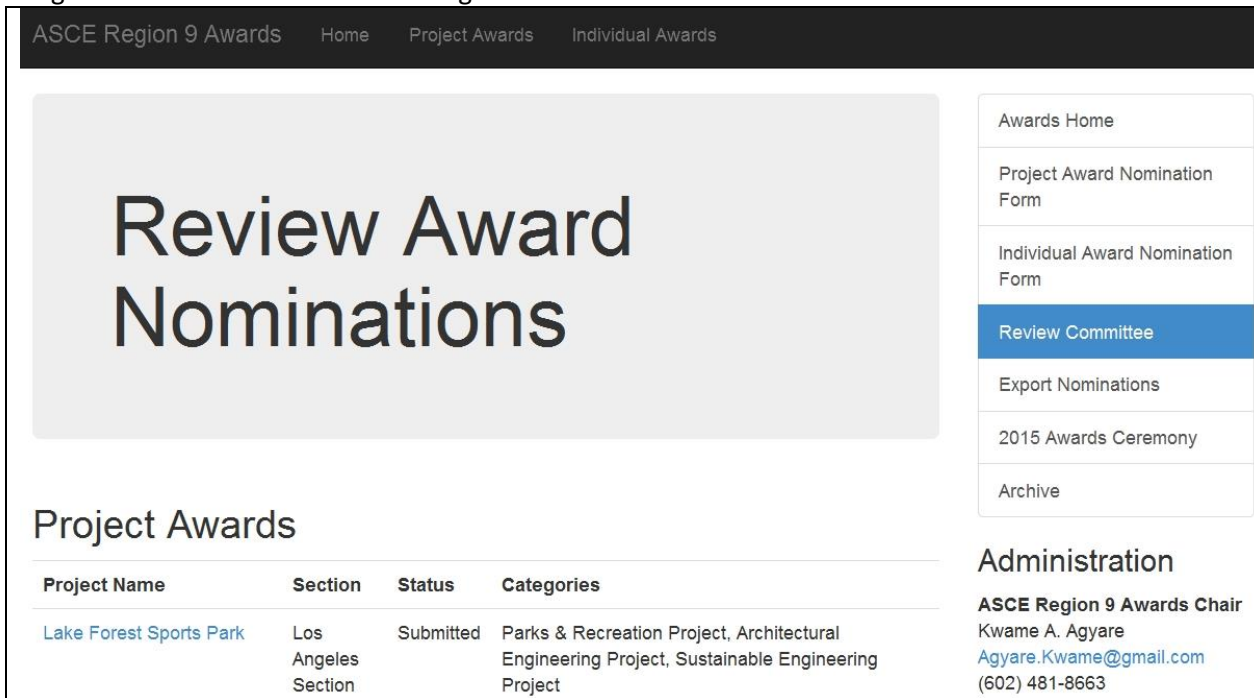 ASCE Region 9 Awards Home Project Awards Individual Awards
Review Award
Nominations
Project Awards
Project Name Section Status Categories
Lake Forest Sports Park Los Submitted Parks & Recreation Project, Architectural
Angeles Engineering Project, Sustainable Engineering
Section Project
Awards Home
Project Award Nomination
Form
Individual Award Nomination
Form
Review Committee
Export Nominations
2015 Awards Ceremony
Archive
Administration
ASCE Region 9 Awards Chair
Kwame A. Agyare
Agyare.Kwame@gmail.com
(602) 481-8663